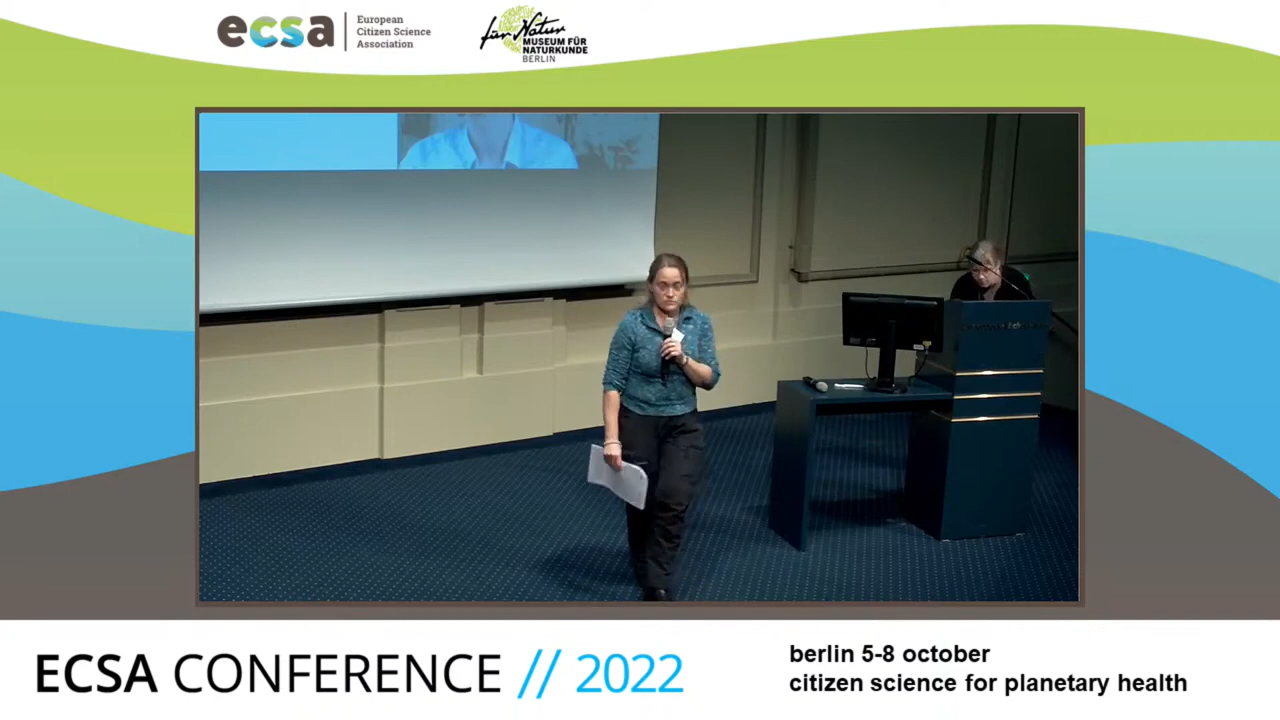 ecsa
European
Citizen Science
Association
für Natur
MUSEUM FÜR
NATURKUNDE
BERLIN
ECSA CONFERENCE // 2022
berlin 5-8 october
citizen science for planetary health